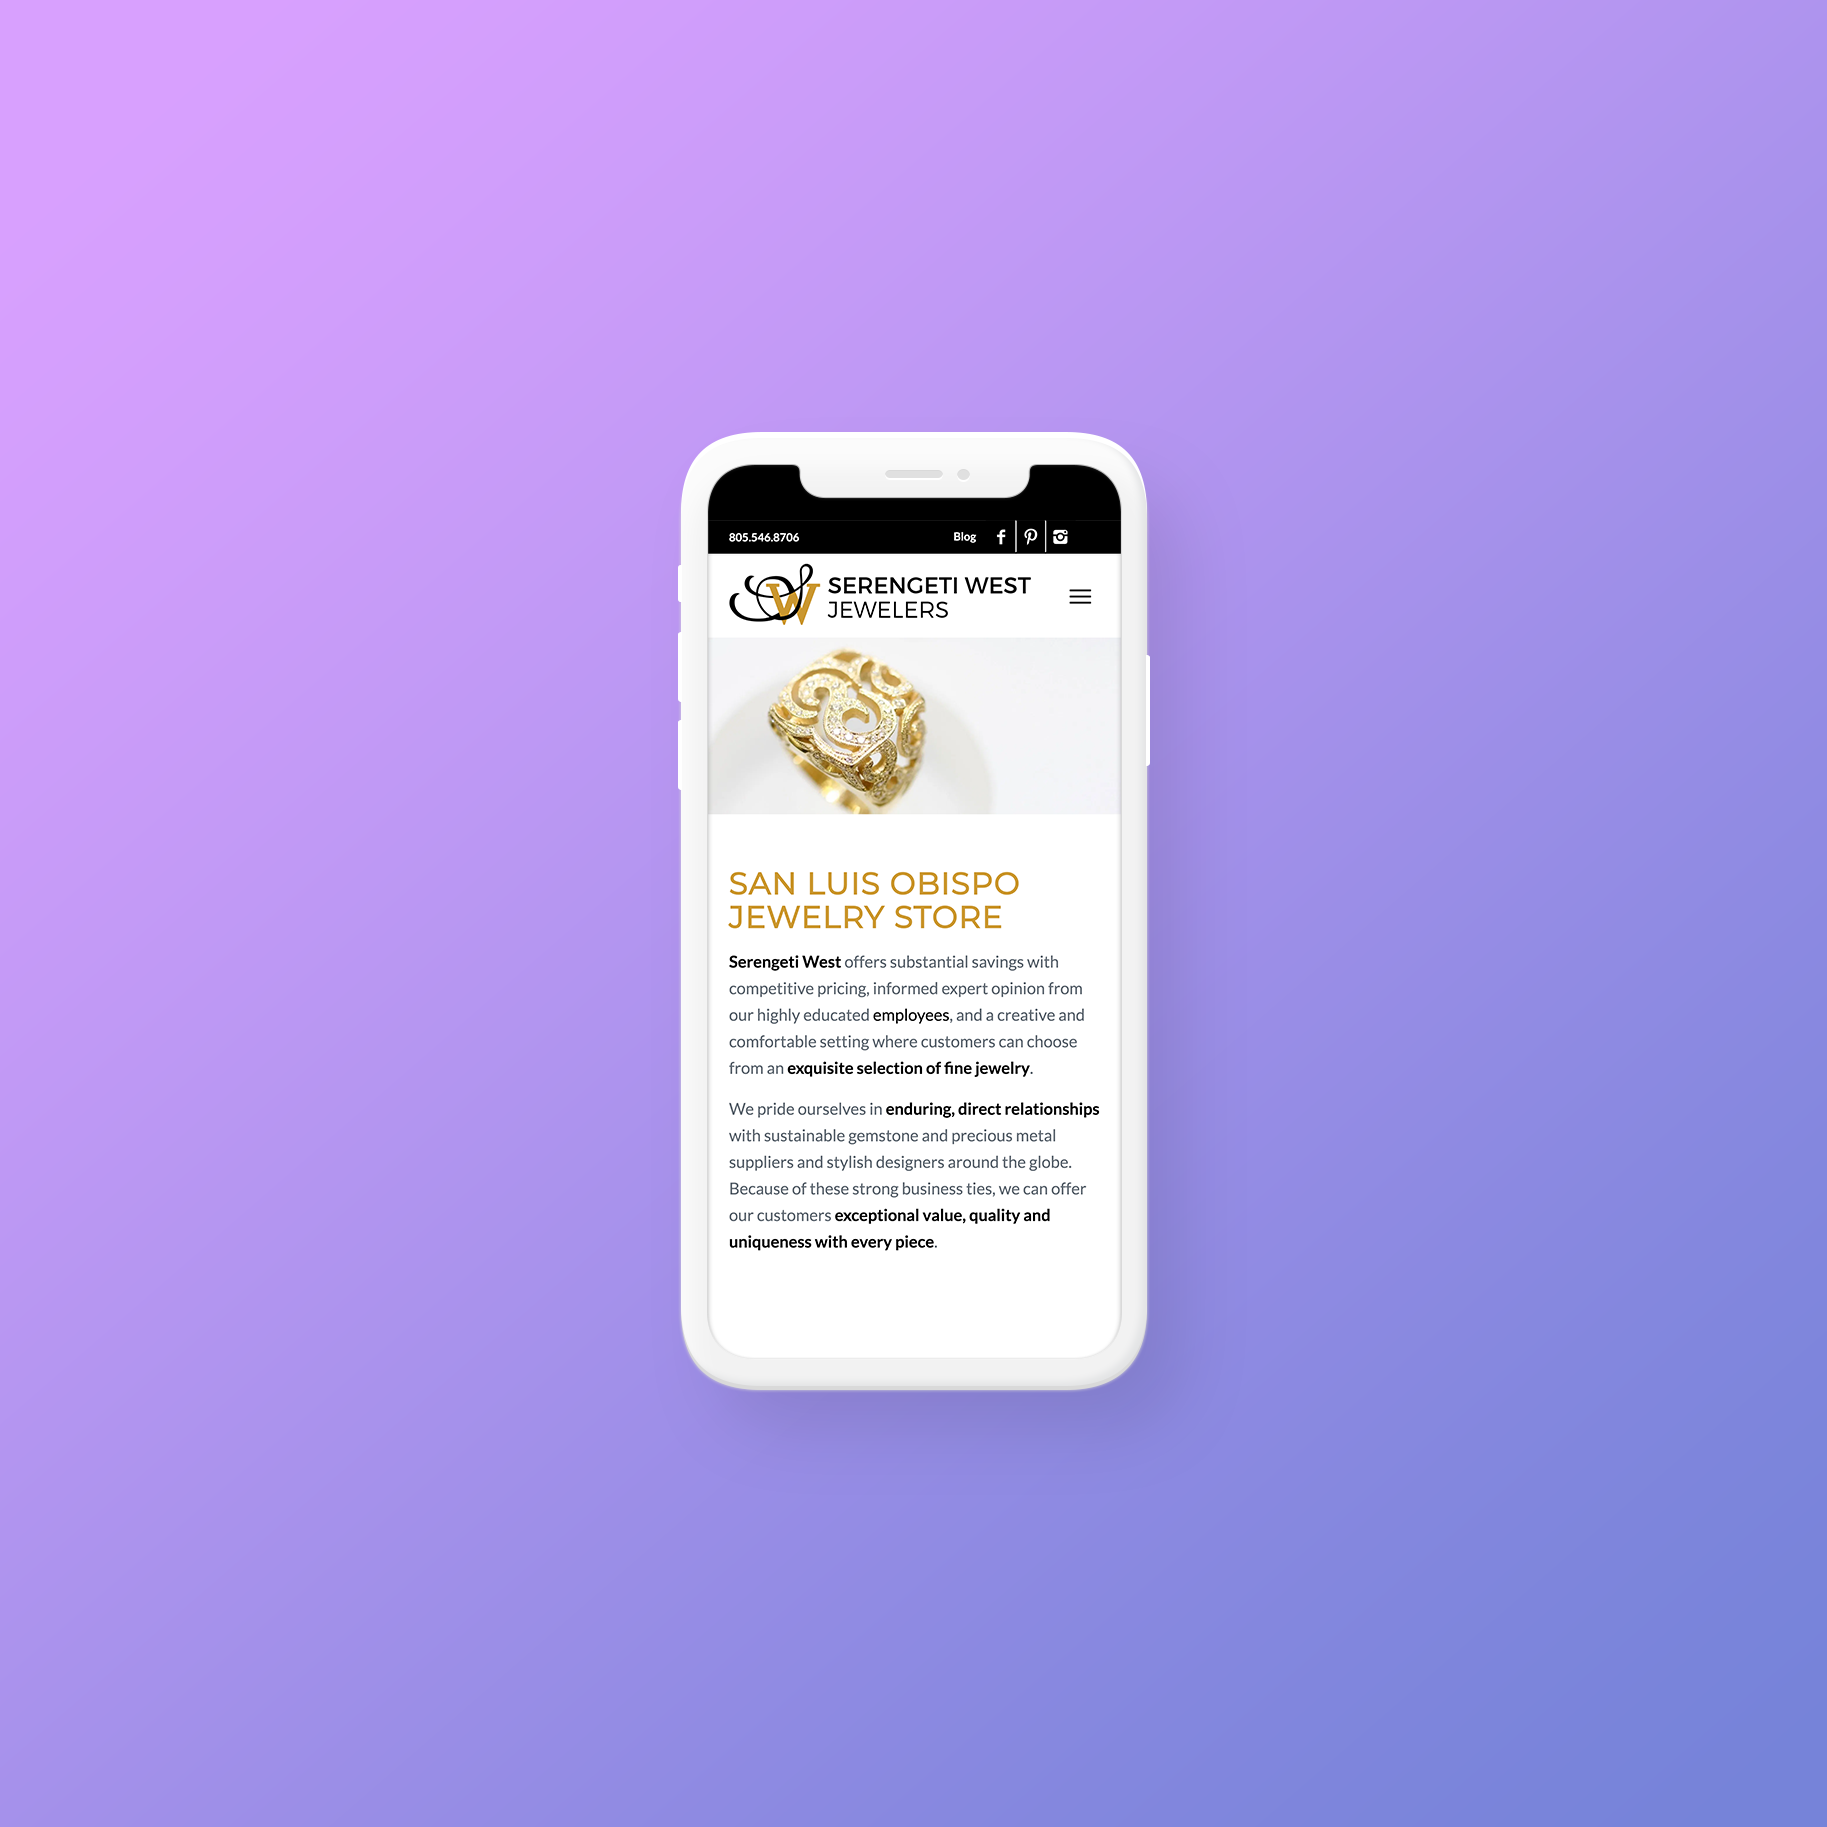 805.546.8706 Blog
SW SERENGETI WEST
JEWELERS
SAN LUIS OBISPO
JEWELRY STORE
Serengeti West offers substantial savings with
competitive pricing, informed expert opinion from
our highly educated employees, and a creative and
comfortable setting where customers can choose
from an exquisite selection of fine jewelry.
We pride ourselves in enduring, direct relationships
with sustainable gemstone and precious metal
suppliers and stylish designers around the globe.
Because of these strong business ties, we can offer
our customers exceptional value, quality and
uniqueness with every piece.